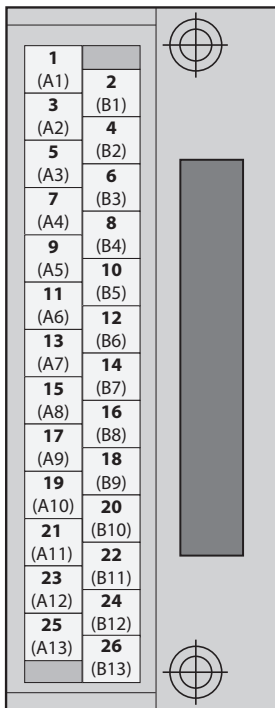 1
(A1)
2
(B1)
3
(A2)
4
(B2)
5
(A3)
6
(B3)
7
(A4)
8
(B4)
9
(A5)
10
(B5)
11
(A6)
12
(B6)
13
(A7)
14
(B7)
15
(A8)
16
(B8)
17
(A9)
18
(B9)
19
(A10)
20
(B10)
21
(A11)
22
(B11)
23
(A12)
24
(B12)
25
(A13)
26
(B13)